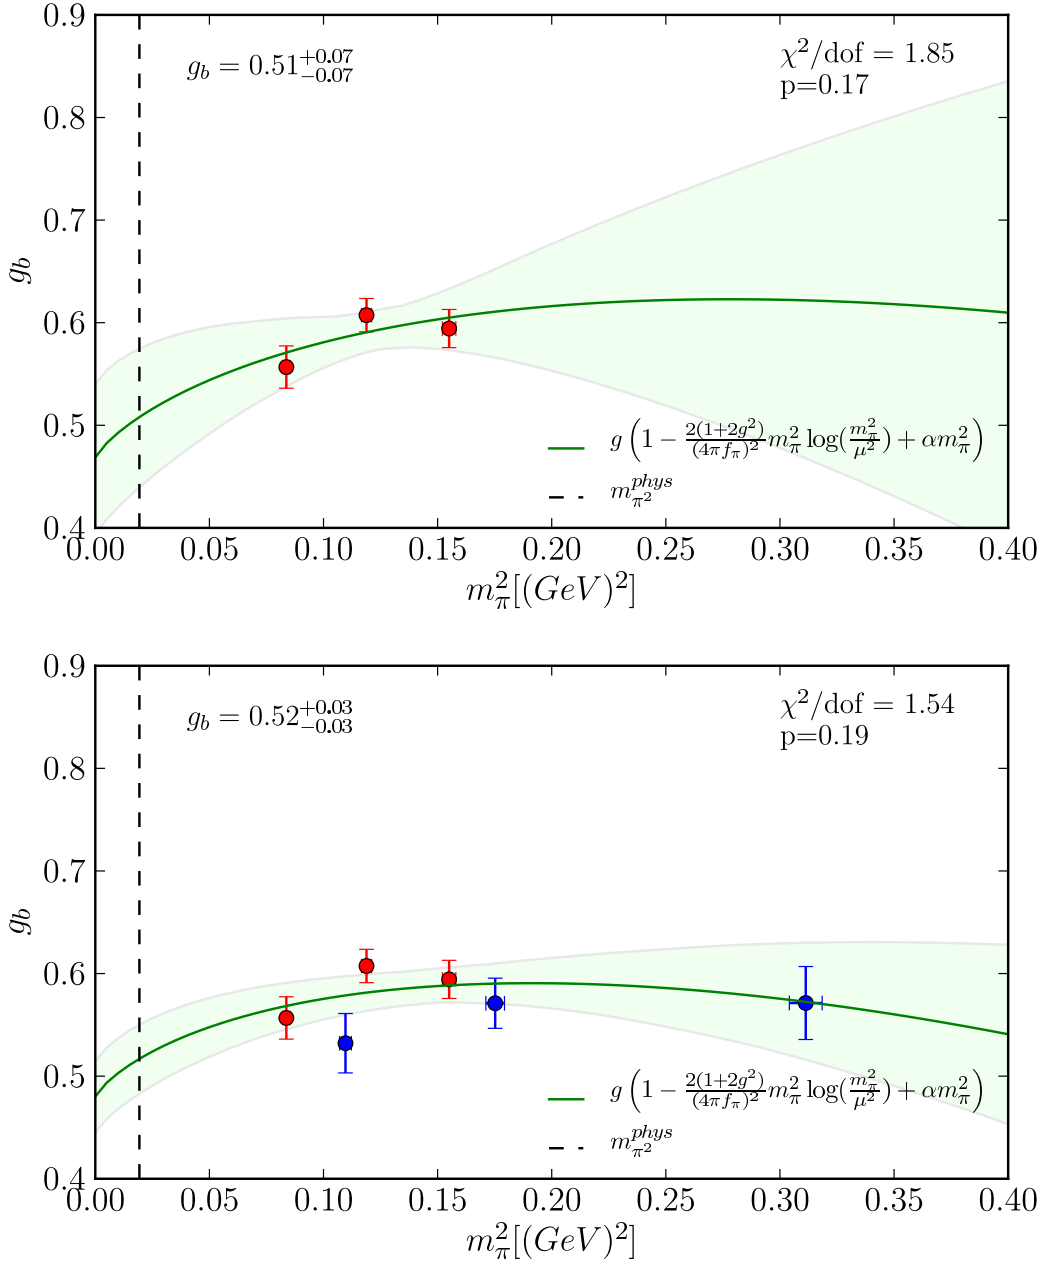 0.9
g_b = 0.51^{+0.07}_{-0.07}
χ²/dof = 1.85
p=0.17
0.8
0.7
g_b
0.6
0.5
g(1 − \frac{2(1+2g²)}{(4πf_π)²} m_π² log(\frac{m_π²}{μ²}) + αm_π²)
m_{π²}^{phys}
0.4
0.00 0.05 0.10 0.15 0.20 0.25 0.30 0.35 0.40
m_π²[(GeV)²]
0.9
g_b = 0.52^{+0.03}_{-0.03}
χ²/dof = 1.54
p=0.19
0.8
0.7
g_b
0.6
0.5
g(1 − \frac{2(1+2g²)}{(4πf_π)²} m_π² log(\frac{m_π²}{μ²}) + αm_π²)
m_{π²}^{phys}
0.4
0.00 0.05 0.10 0.15 0.20 0.25 0.30 0.35 0.40
m_π²[(GeV)²]